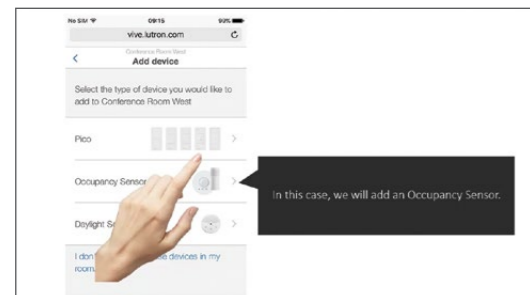 No SIM 09:15 93%
vive.lutron.com
Conference Room West
Add device
Select the type of device you would like to
add to Conference Room West
Pico
Occupancy Sensor
In this case, we will add an Occupancy Sensor.
Daylight
I don't devices in my
room.